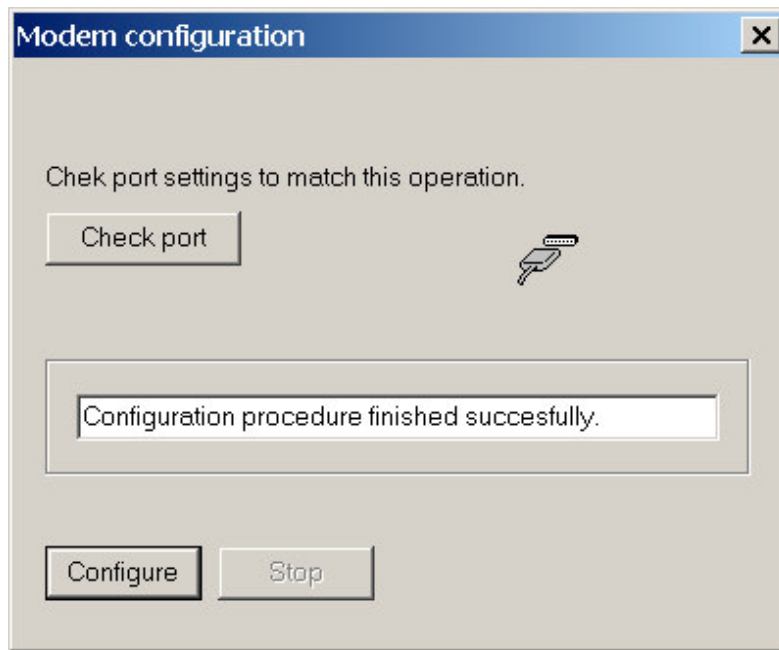 Modem configuration
Chek port settings to match this operation.
Check port
Configuration procedure finished succesfully.
Configure Stop